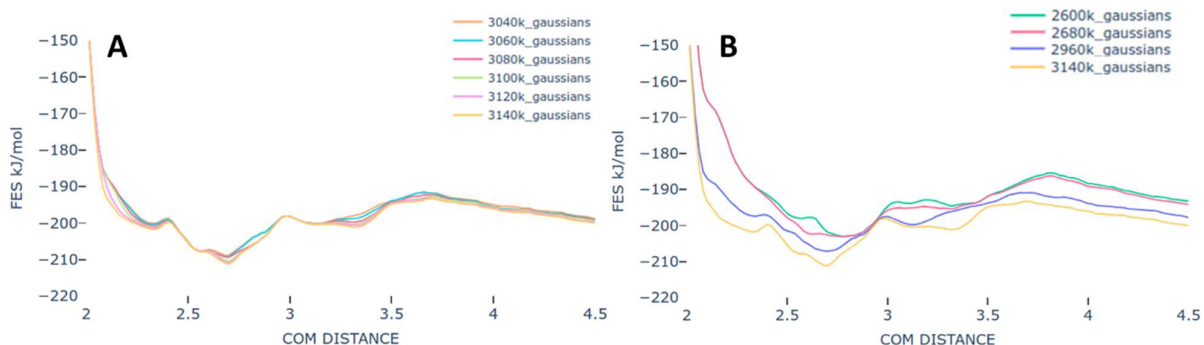 A
3040k_gaussians
3060k_gaussians
3080k_gaussians
3100k_gaussians
3120k_gaussians
3140k_gaussians
FES kJ/mol
−150
−160
−170
−180
−190
−200
−210
−220
2
2.5
3
3.5
4
4.5
COM DISTANCE
B
2600k_gaussians
2680k_gaussians
2960k_gaussians
3140k_gaussians
FES kJ/mol
−150
−160
−170
−180
−190
−200
−210
−220
2
2.5
3
3.5
4
4.5
COM DISTANCE